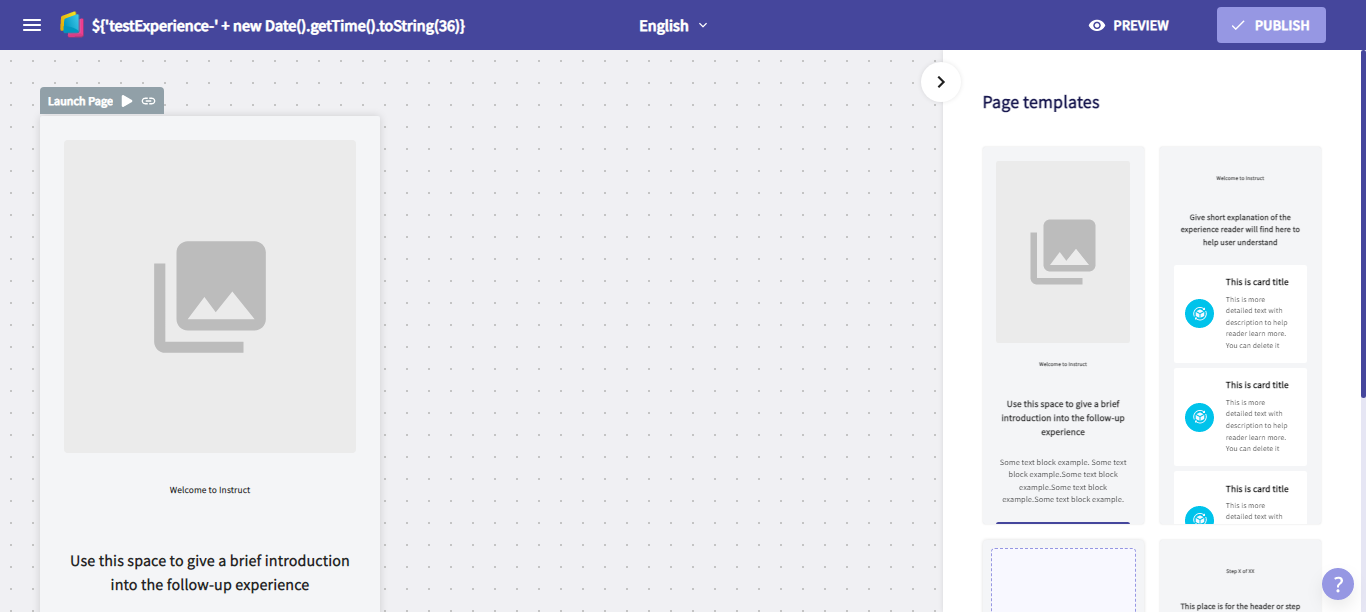 ${'testExperience-' + new Date().getTime().toString(36)}
English
PREVIEW
PUBLISH
Launch Page
Welcome to Instruct
Use this space to give a brief introduction
into the follow-up experience
Page templates
Welcome to Instruct
Use this space to give a brief
introduction into the follow-up
experience
Some text block example. Some text
block example.Some text block
example.Some text block
example.Some text block example.
Welcome to Instruct
Give short explanation of the
experience reader will find here to
help user understand
This is card title
This is more
detailed text with
description to help
reader learn more.
You can delete it
This is card title
This is more
detailed text with
description to help
reader learn more.
You can delete it
This is card title
This is more
detailed text with
Step X of XX
This place is for the header or step
?